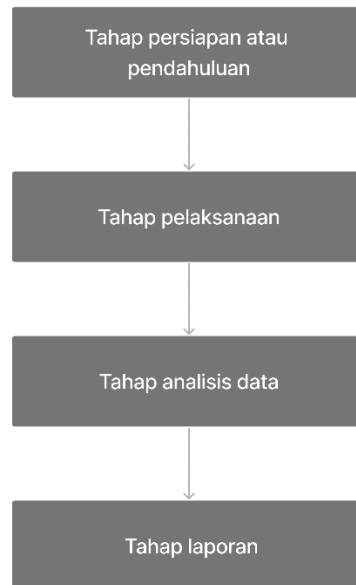 Tahap persiapan atau
pendahuluan
Tahap pelaksanaan
Tahap analisis data
Tahap laporan